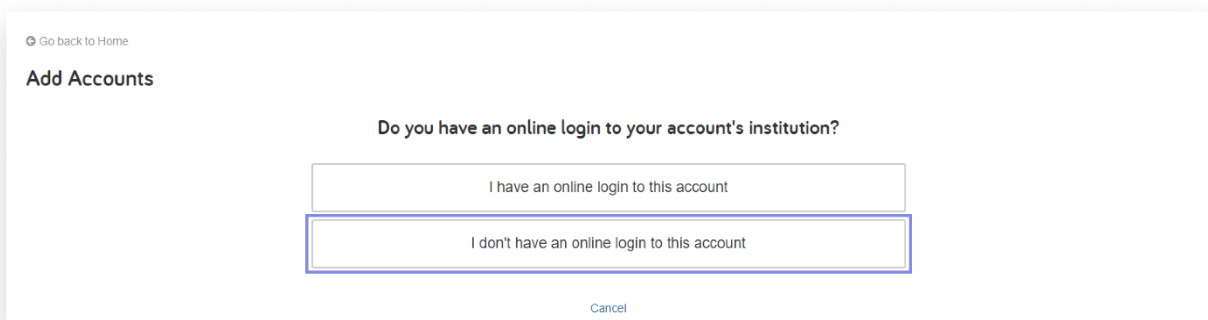 Go back to Home
Add Accounts
Do you have an online login to your account's institution?
I have an online login to this account
I don't have an online login to this account
Cancel